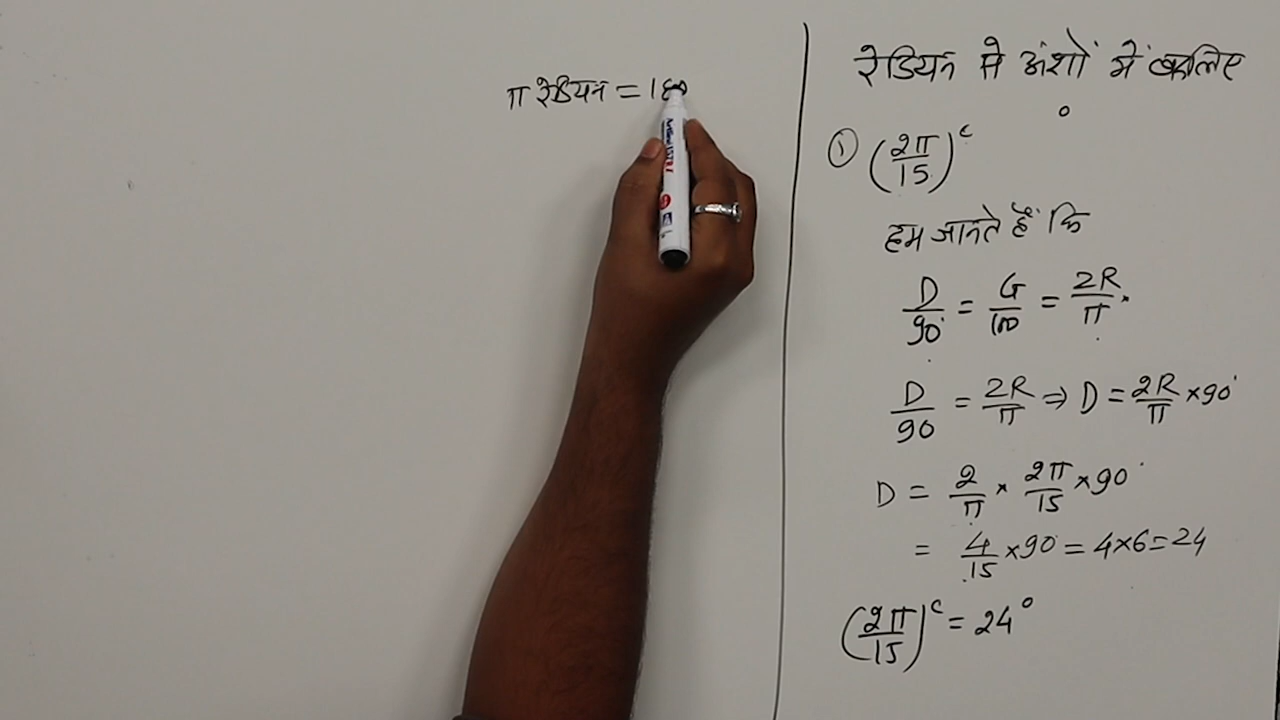 π रेडियन = 180
रेडियन से अंशों में बदलिए
① (2π/15)ᶜ
हम जानते हैं कि
D/90° = G/100 = 2R/π
D/90 = 2R/π ⇒ D = 2R/π × 90°
D = 2/π × 2π/15 × 90°
= 4/15 × 90 = 4×6 = 24
(2π/15)ᶜ = 24°